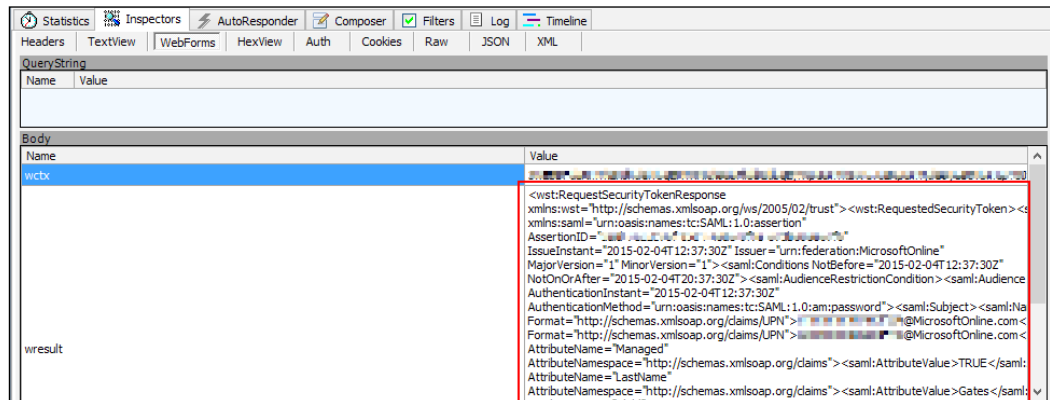 Statistics Inspectors AutoResponder Composer Filters Log Timeline
Headers TextView WebForms HexView Auth Cookies Raw JSON XML
QueryString
Name Value
Body
Name Value
wctx
<wst:RequestSecurityTokenResponse
xmlns:wst="http://schemas.xmlsoap.org/ws/2005/02/trust"><wst:RequestedSecurityToken><s
xmlns:saml="urn:oasis:names:tc:SAML:1.0:assertion"
AssertionID="
IssueInstant="2015-02-04T12:37:30Z" Issuer="urn:federation:MicrosoftOnline"
MajorVersion="1" MinorVersion="1"><saml:Conditions NotBefore="2015-02-04T12:37:30Z"
NotOnOrAfter="2015-02-04T20:37:30Z"><saml:AudienceRestrictionCondition><saml:Audience
AuthenticationInstant="2015-02-04T12:37:30Z"
AuthenticationMethod="urn:oasis:names:tc:SAML:1.0:am:password"><saml:Subject><saml:Na
Format="http://schemas.xmlsoap.org/claims/UPN"> @MicrosoftOnline.com<
Format="http://schemas.xmlsoap.org/claims/UPN"> @MicrosoftOnline.com<
wresult
AttributeName="Managed"
AttributeNamespace="http://schemas.xmlsoap.org/claims"><saml:AttributeValue>TRUE</saml:
AttributeName="LastName"
AttributeNamespace="http://schemas.xmlsoap.org/claims"><saml:AttributeValue>Gates</saml: